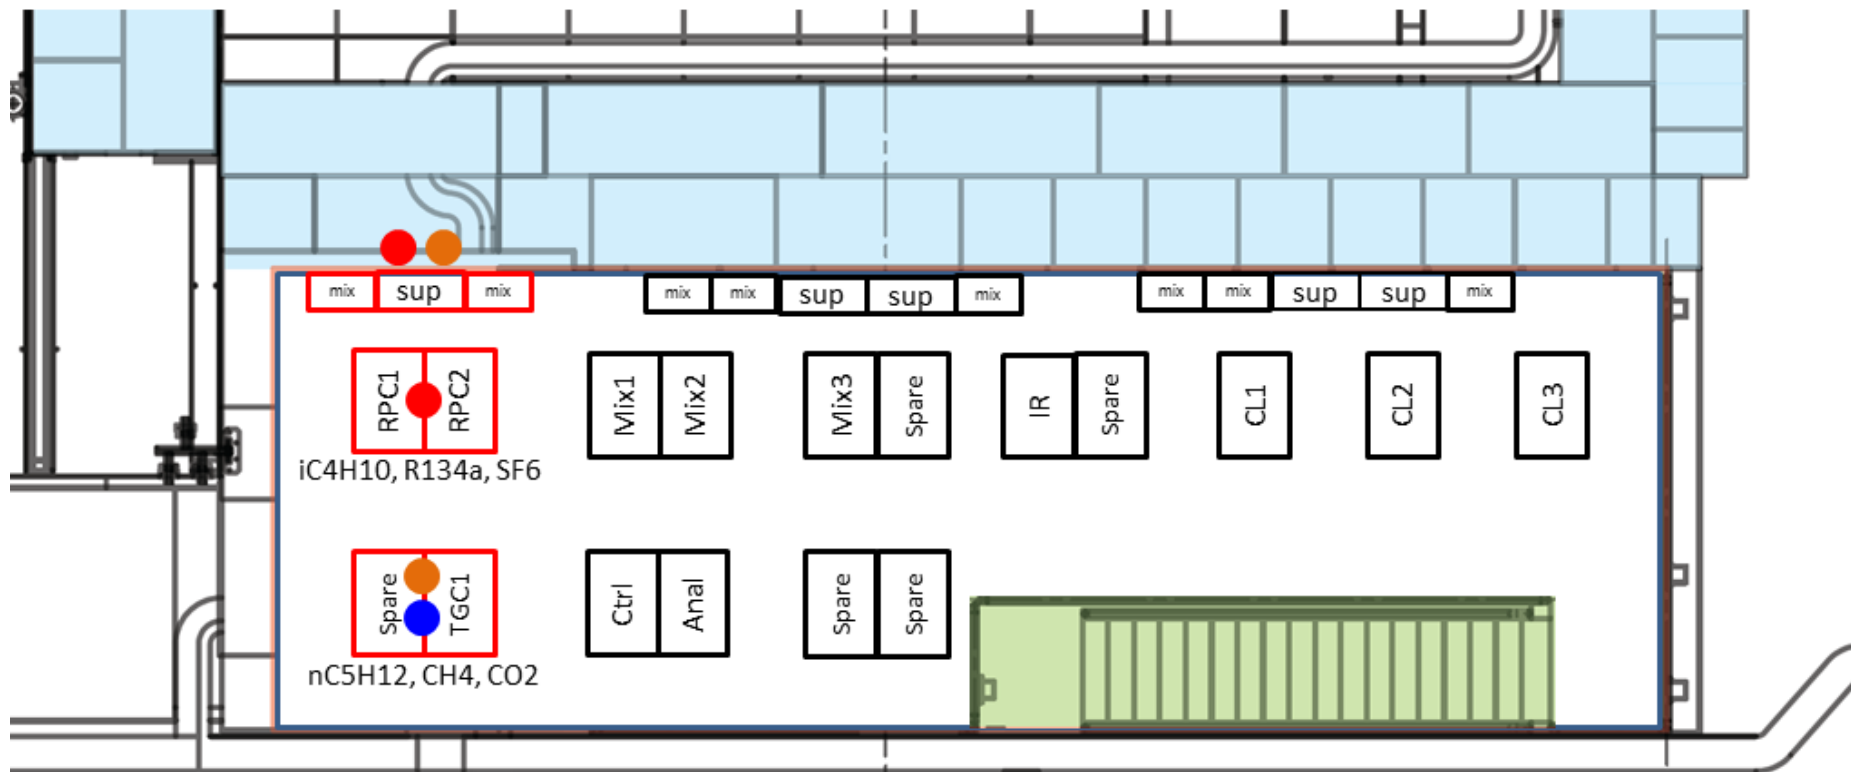 mix sup mix
mix mix sup sup mix
mix mix sup sup mix
RPC1 RPC2
Mix1 Mix2
Mix3 Spare
IR Spare
CL1
CL2
CL3
iC4H10, R134a, SF6
Spare TGC1
Ctrl Anal
Spare Spare
nC5H12, CH4, CO2